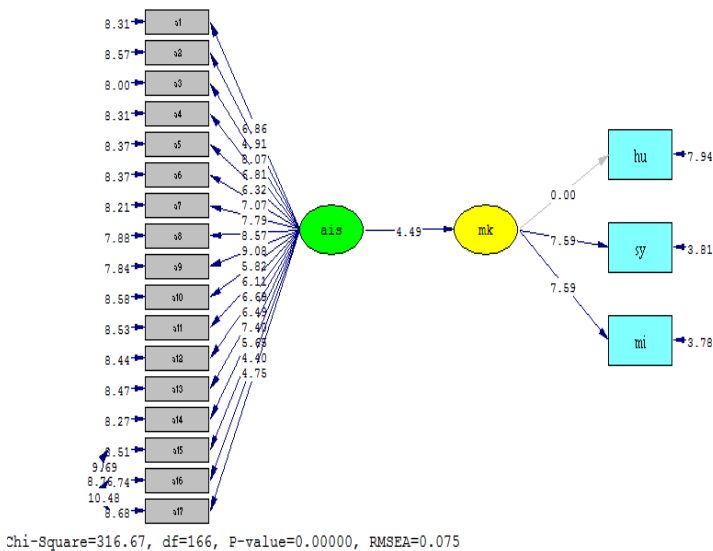 8.31 a1
8.57 a2
8.00 a3
8.31 a4
8.37 a5
8.37 a6
8.21 a7
7.88 a8
7.84 a9
8.58 a10
8.53 a11
8.44 a12
8.47 a13
8.27 a14
a15
a16
8.68 a17
9.69
10.48
6.86
4.91
8.07
6.81
6.32
7.07
7.79
8.57
9.08
5.82
6.11
6.49
7.40
4.40
4.75
ais
4.49
mk
0.00
7.59
7.59
hu 7.94
sy 3.81
mi 3.78
Chi-Square=316.67, df=166, P-value=0.00000, RMSEA=0.075